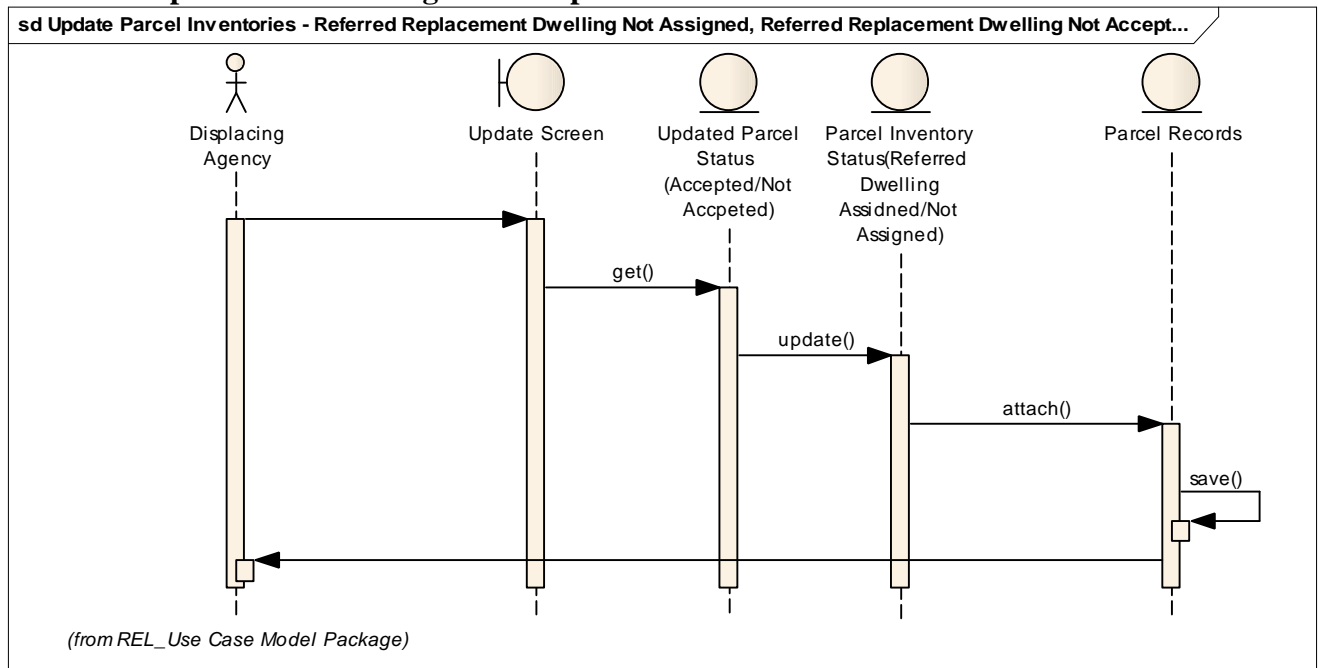 sd Update Parcel Inventories - Referred Replacement Dwelling Not Assigned, Referred Replacement Dwelling Not Accept...
Displacing
Agency
Update Screen
Updated Parcel
Status
(Accepted/Not
Accpeted)
Parcel Inventory
Status(Referred
Dwelling
Assidned/Not
Assigned)
Parcel Records
get()
update()
attach()
save()
(from REL_Use Case Model Package)